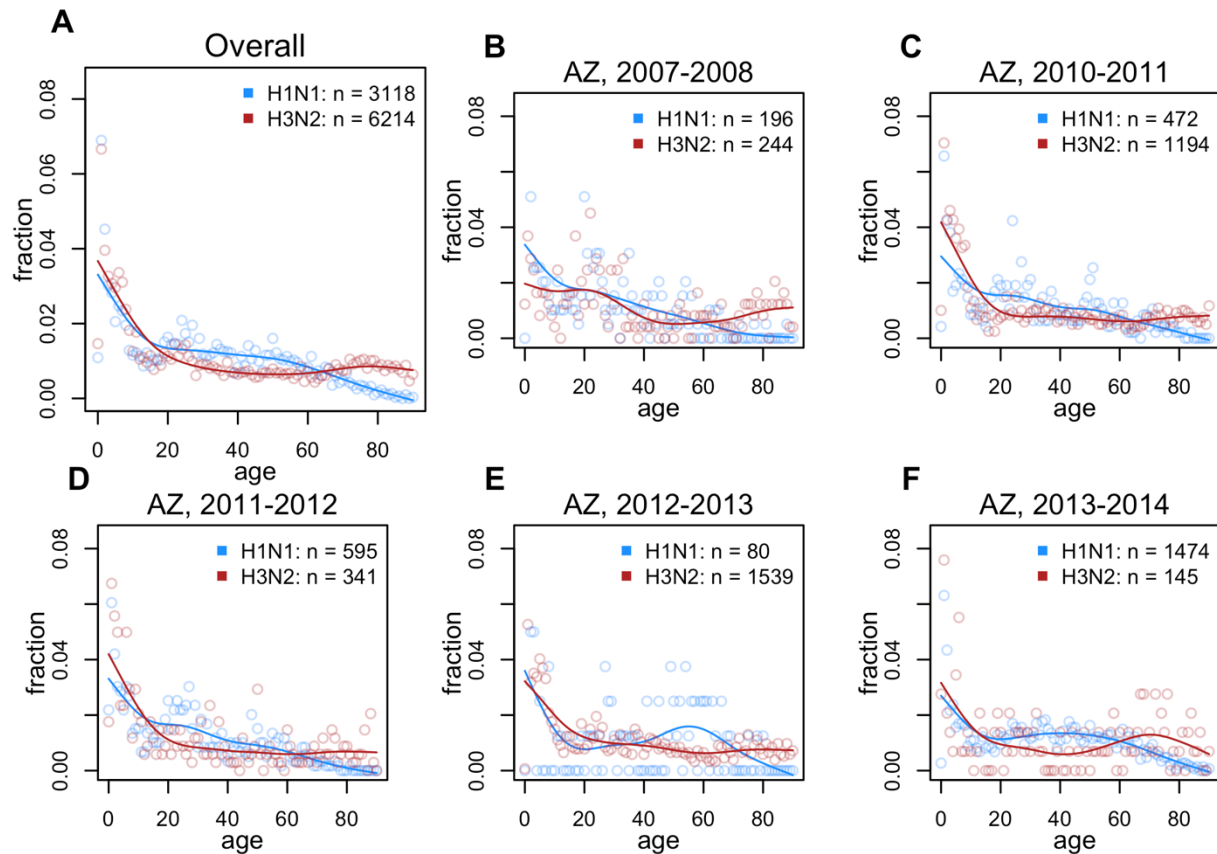 A
Overall
H1N1: n = 3118
H3N2: n = 6214
fraction
0.00 0.02 0.04 0.06 0.08
0 20 40 60 80
age
B
AZ, 2007-2008
H1N1: n = 196
H3N2: n = 244
fraction
0.00 0.04 0.08
0 20 40 60 80
age
C
AZ, 2010-2011
H1N1: n = 472
H3N2: n = 1194
fraction
0.00 0.04 0.08
0 20 40 60 80
age
D
AZ, 2011-2012
H1N1: n = 595
H3N2: n = 341
fraction
0.00 0.04 0.08
0 20 40 60 80
age
E
AZ, 2012-2013
H1N1: n = 80
H3N2: n = 1539
fraction
0.00 0.04 0.08
0 20 40 60 80
age
F
AZ, 2013-2014
H1N1: n = 1474
H3N2: n = 145
fraction
0.00 0.04 0.08
0 20 40 60 80
age